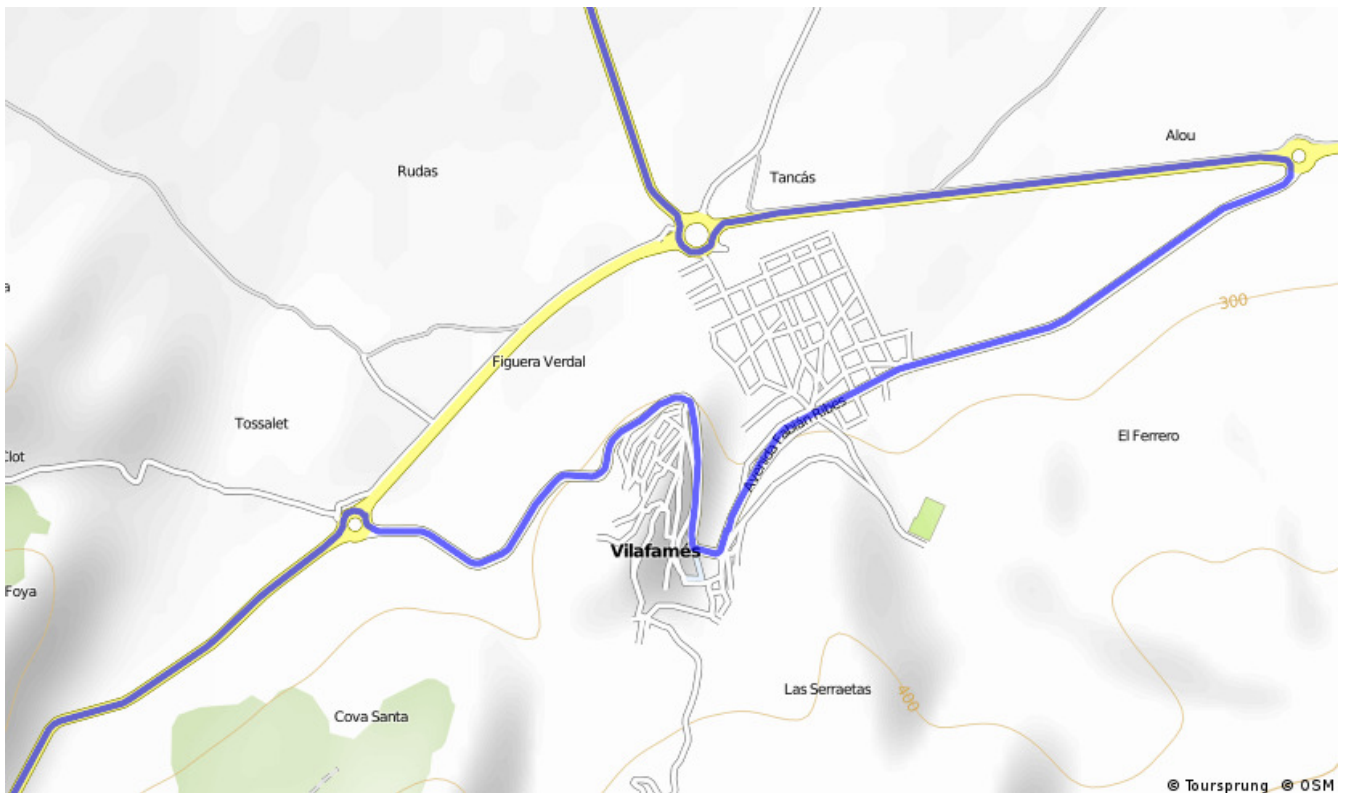 Alou
Rudas
Tancás
a
300
Figuera Verdal
Avenida Fabián Ribes
Tossalet
El Ferrero
Clot
Vilafamés
Foya
Las Serraetas
400
Cova Santa
© Toursprung © OSM